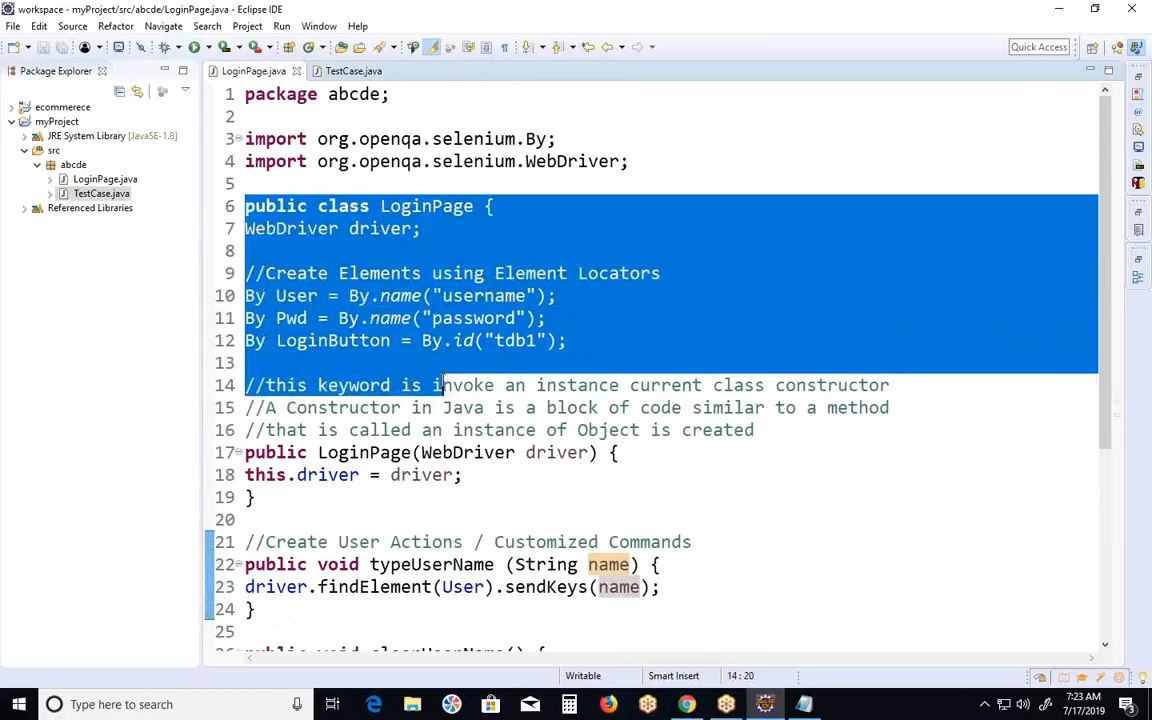 workspace - myProject/src/abcde/LoginPage.java - Eclipse IDE
File Edit Source Refactor Navigate Search Project Run Window Help
Quick Access
Package Explorer
LoginPage.java
TestCase.java
ecommerece
myProject
JRE System Library [JavaSE-1.8]
src
abcde
LoginPage.java
TestCase.java
Referenced Libraries
1 package abcde;
2
3 import org.openqa.selenium.By;
4 import org.openqa.selenium.WebDriver;
5
6 public class LoginPage {
7 WebDriver driver;
8
9 //Create Elements using Element Locators
10 By User = By.name("username");
11 By Pwd = By.name("password");
12 By LoginButton = By.id("tdb1");
13
14 //this keyword is invoke an instance current class constructor
15 //A Constructor in Java is a block of code similar to a method
16 //that is called an instance of Object is created
17 public LoginPage(WebDriver driver) {
18 this.driver = driver;
19 }
20
21 //Create User Actions / Customized Commands
22 public void typeUserName (String name) {
23 driver.findElement(User).sendKeys(name);
24 }
25
26 public void clearUserName() {
Writable
Smart Insert
14 : 20
Type here to search
7:23 AM
7/17/2019
3